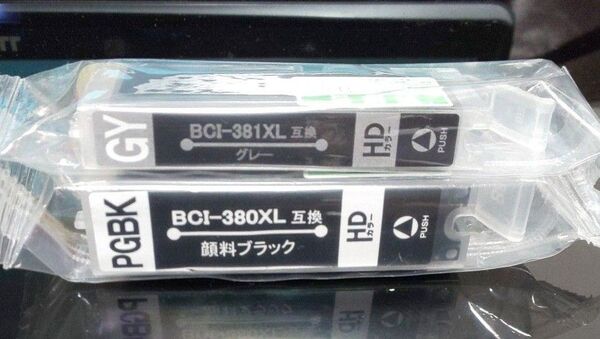 GY
BCI-381XL 互換
グレー
HD
カラー
PUSH
PGBK
BCI-380XL 互換
顔料ブラック
HD
カラー
PUSH